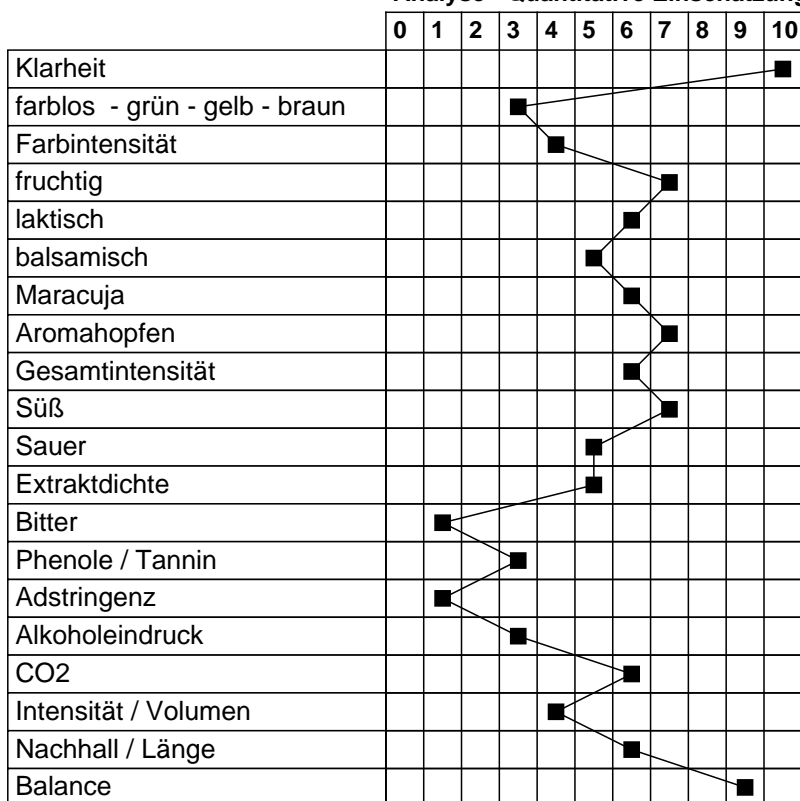 0 1 2 3 4 5 6 7 8 9 10
Klarheit
farblos - grün - gelb - braun
Farbintensität
fruchtig
laktisch
balsamisch
Maracuja
Aromahopfen
Gesamtintensität
Süß
Sauer
Extraktdichte
Bitter
Phenole / Tannin
Adstringenz
Alkoholeindruck
CO2
Intensität / Volumen
Nachhall / Länge
Balance